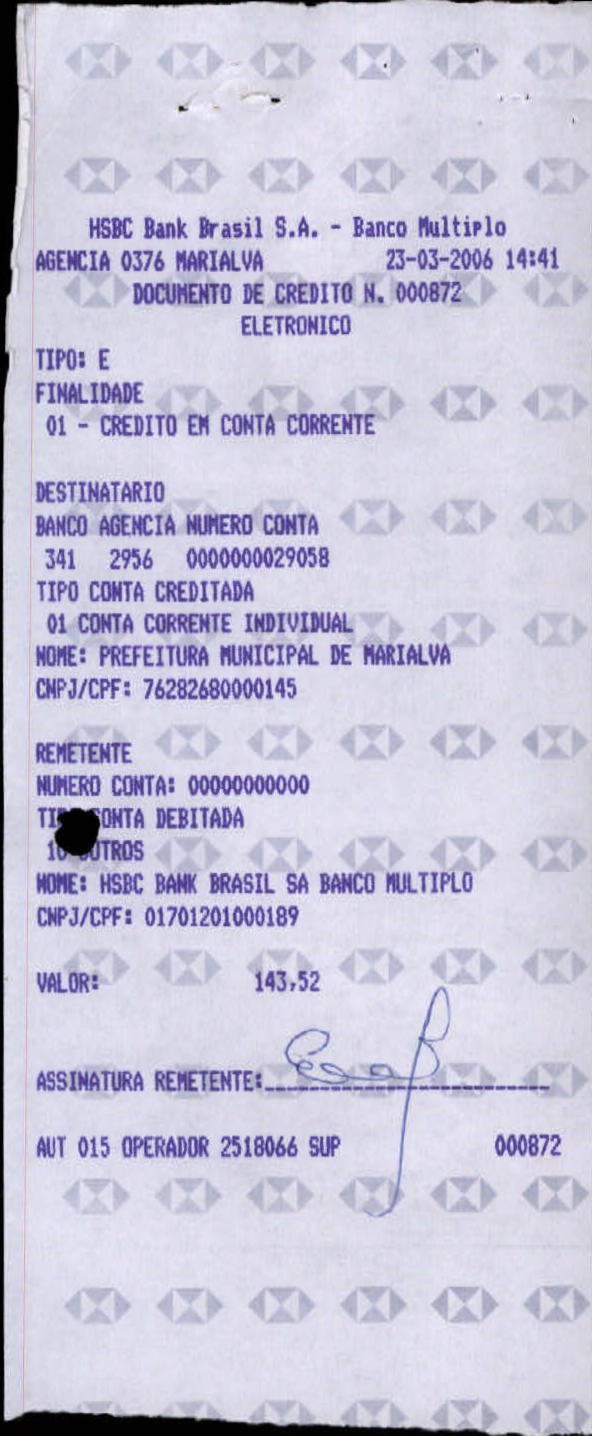 HSBC Bank Brasil S.A. - Banco Multiplo
AGENCIA 0376 MARIALVA 23-03-2006 14:41
DOCUMENTO DE CREDITO N. 000872
ELETRONICO
TIPO: E
FINALIDADE
01 - CREDITO EM CONTA CORRENTE
DESTINATARIO
BANCO AGENCIA NUMERO CONTA
341 2956 0000000029058
TIPO CONTA CREDITADA
01 CONTA CORRENTE INDIVIDUAL
NOME: PREFEITURA MUNICIPAL DE MARIALVA
CNPJ/CPF: 76282680000145
REMETENTE
NUMERO CONTA: 00000000000
CONTA DEBITADA
OUTROS
NOME: HSBC BANK BRASIL SA BANCO MULTIPLO
CNPJ/CPF: 01701201000189
VALOR: 143,52
ASSINATURA REMETENTE:
AUT 015 OPERADOR 2518066 SUP 000872